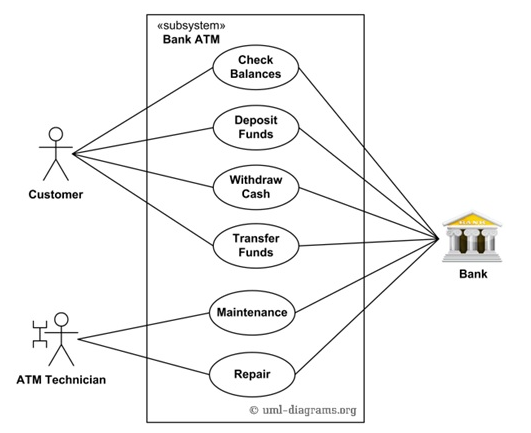 «subsystem»
Bank ATM
Check
Balances
Deposit
Funds
Customer
Withdraw
Cash
Transfer
Funds
BANK
Bank
Maintenance
ATM Technician
Repair
© uml-diagrams.org